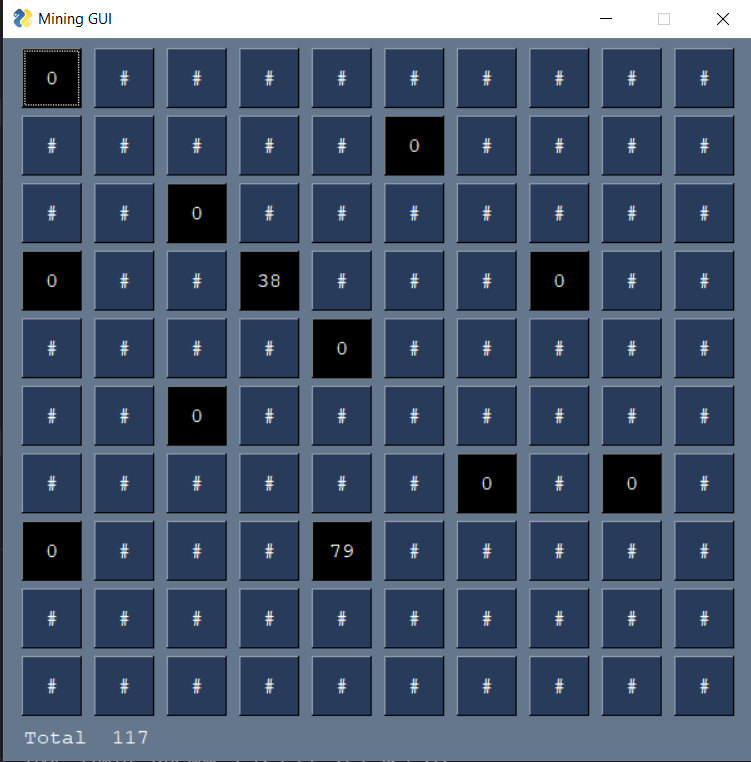 Mining GUI
0 # # # # # # # # #
# # # # # 0 # # # #
# # 0 # # # # # # #
0 # # 38 # # # 0 # #
# # # # 0 # # # # #
# # 0 # # # # # # #
# # # # # # 0 # 0 #
0 # # # 79 # # # # #
# # # # # # # # # #
# # # # # # # # # #
Total 117